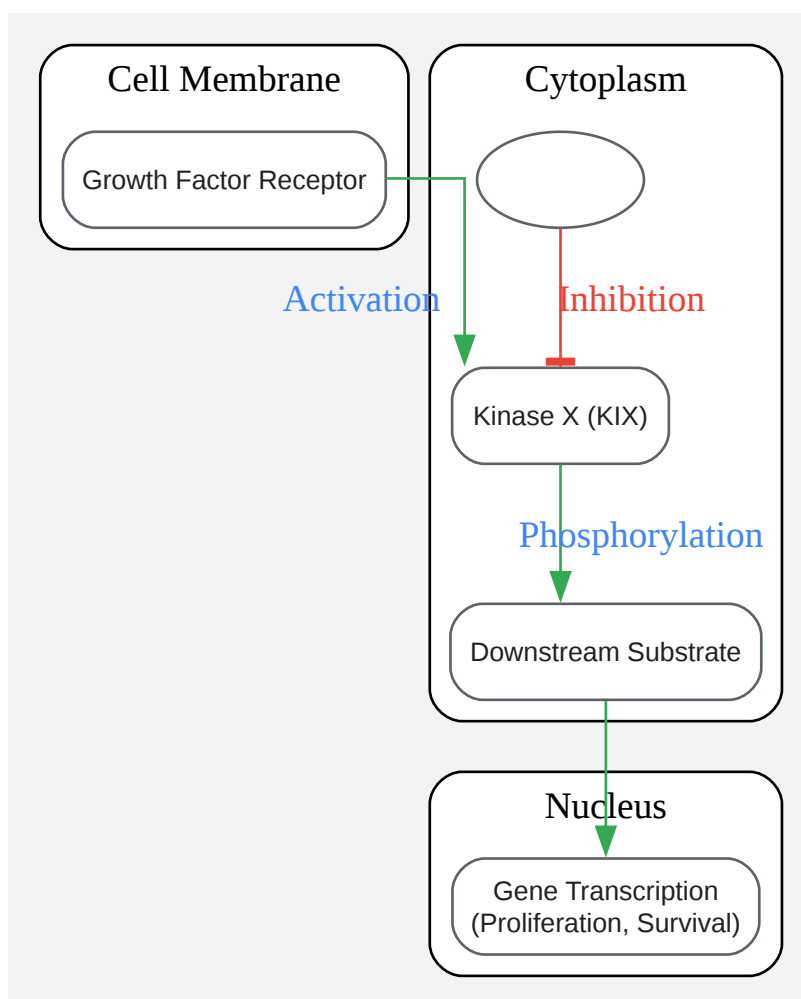 Cell Membrane
Cytoplasm
Growth Factor Receptor
Activation
Inhibition
Kinase X (KIX)
Phosphorylation
Downstream Substrate
Nucleus
Gene Transcription
(Proliferation, Survival)